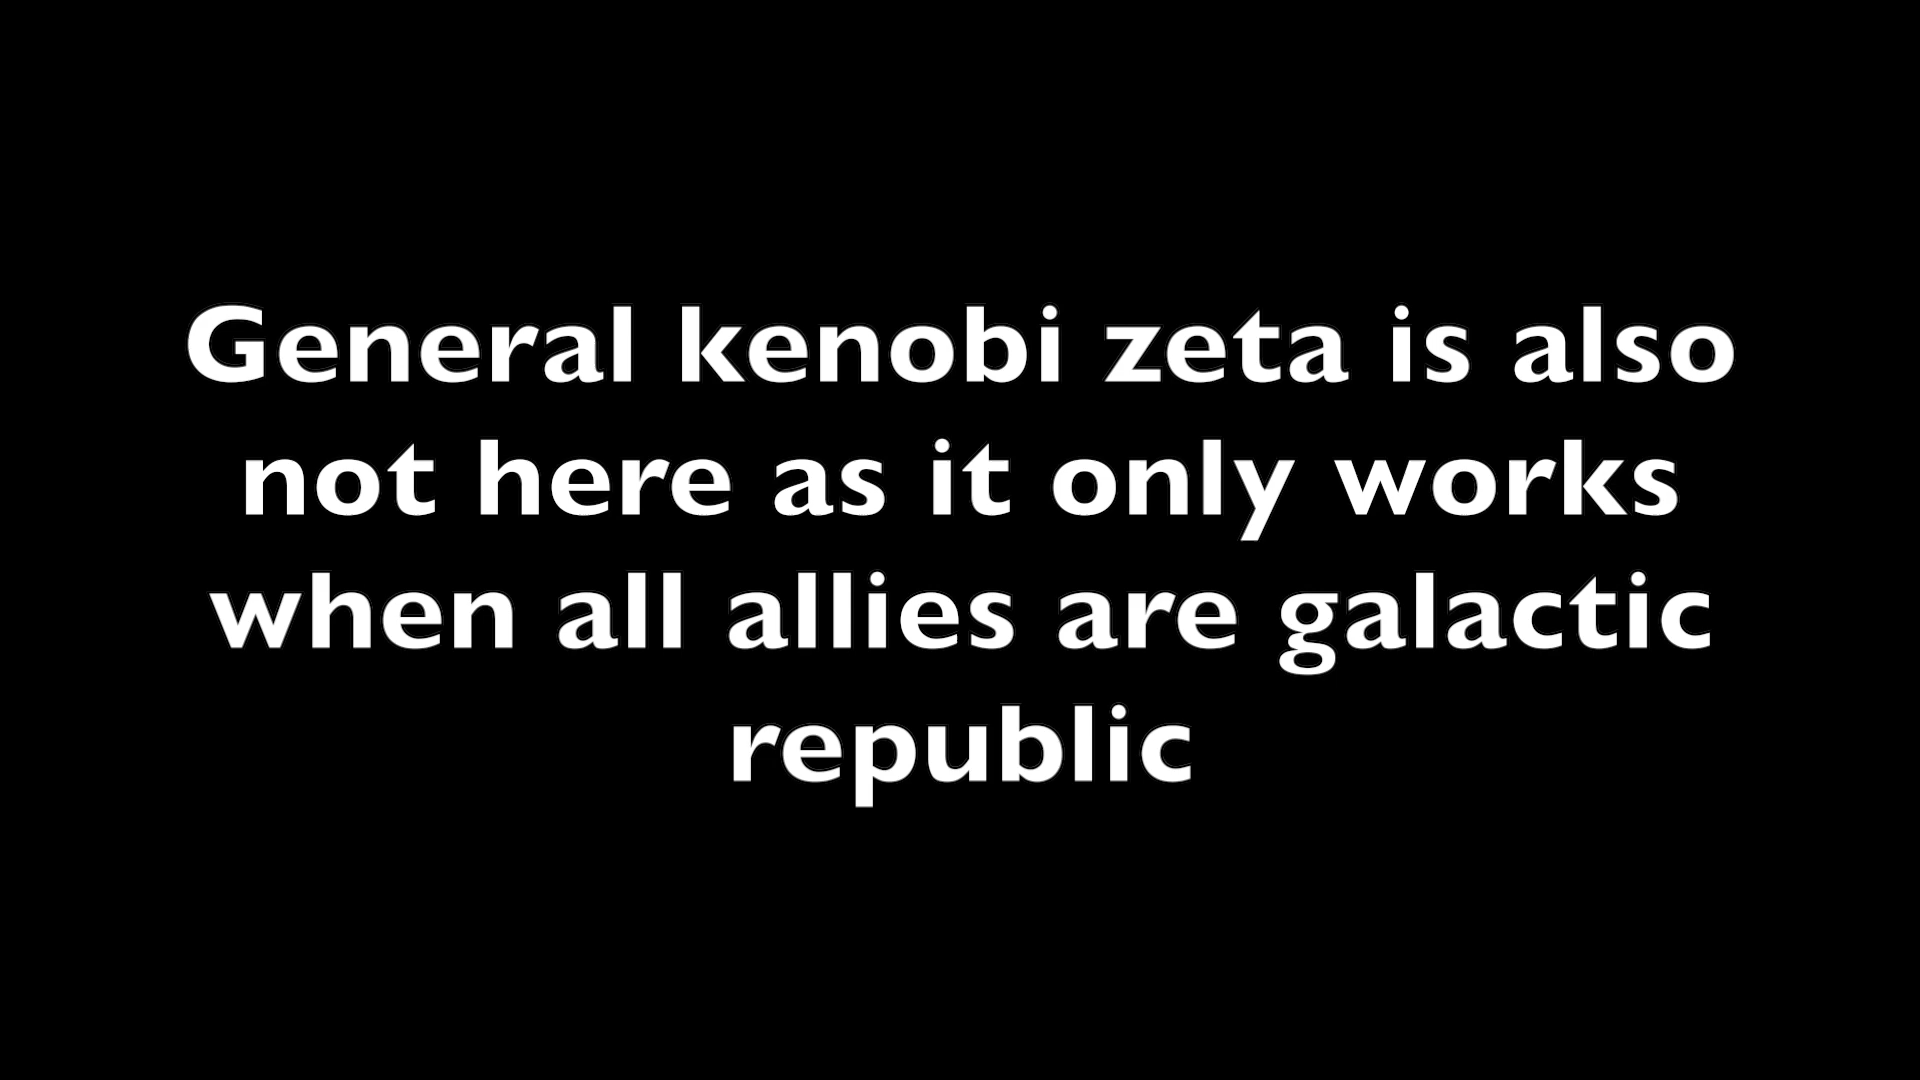 General kenobi zeta is also
not here as it only works
when all allies are galactic
republic